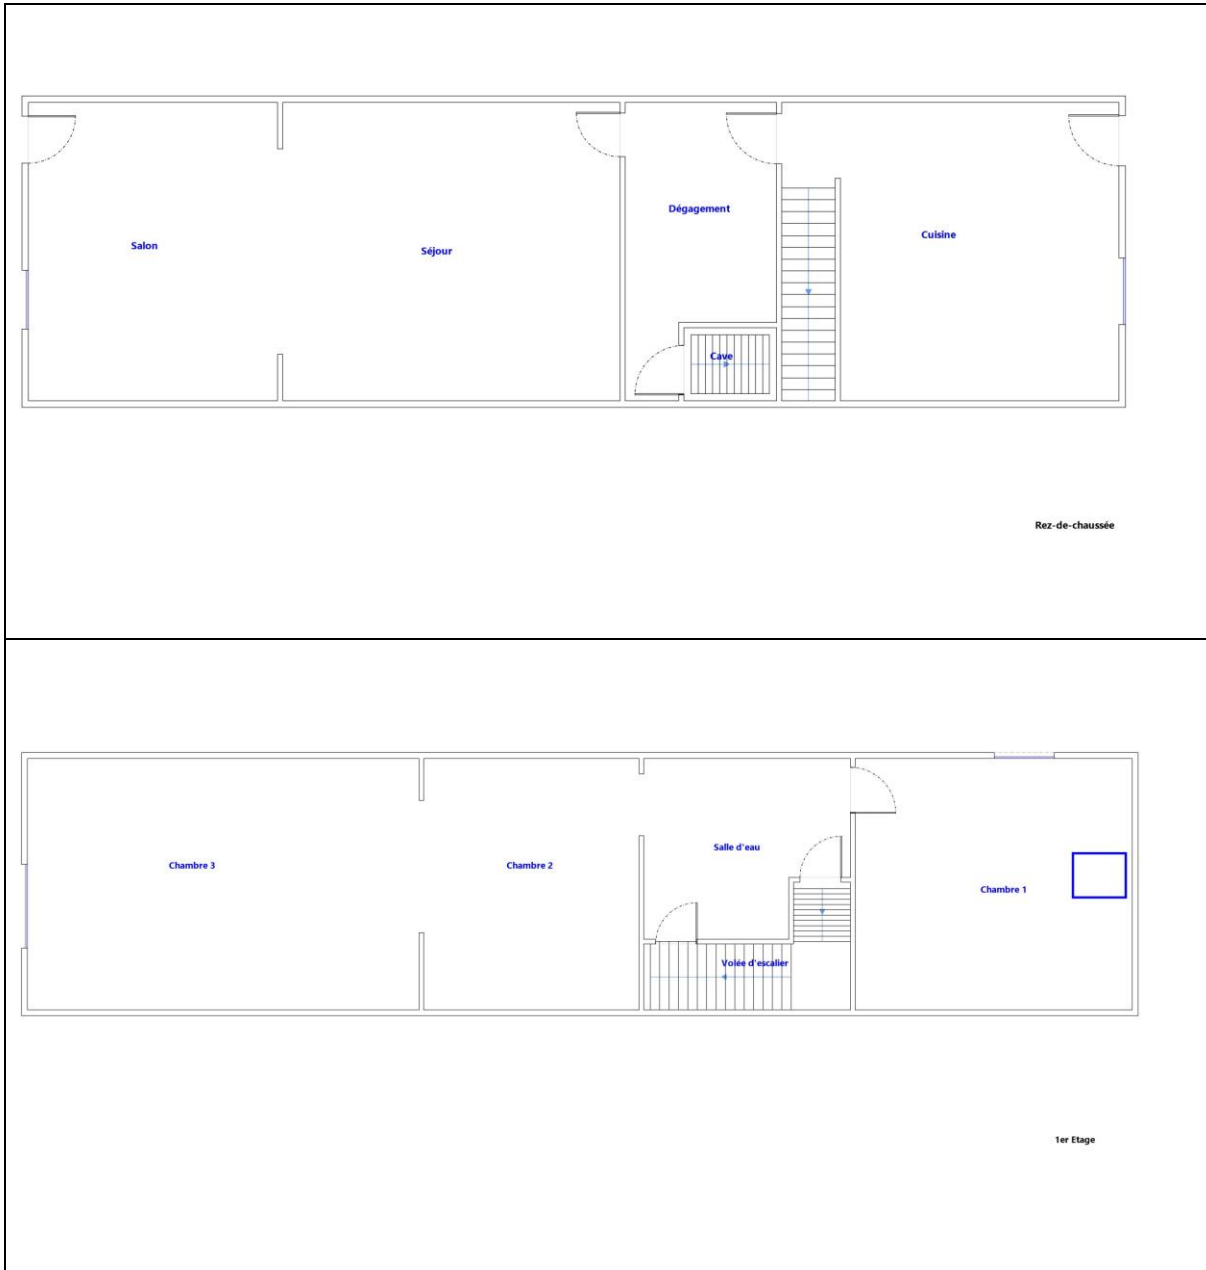 Dégagement
Salon
Séjour
Cuisine
Cave
Rez-de-chaussée
Chambre 3
Chambre 2
Salle d'eau
Chambre 1
Volée d'escalier
1er Etage